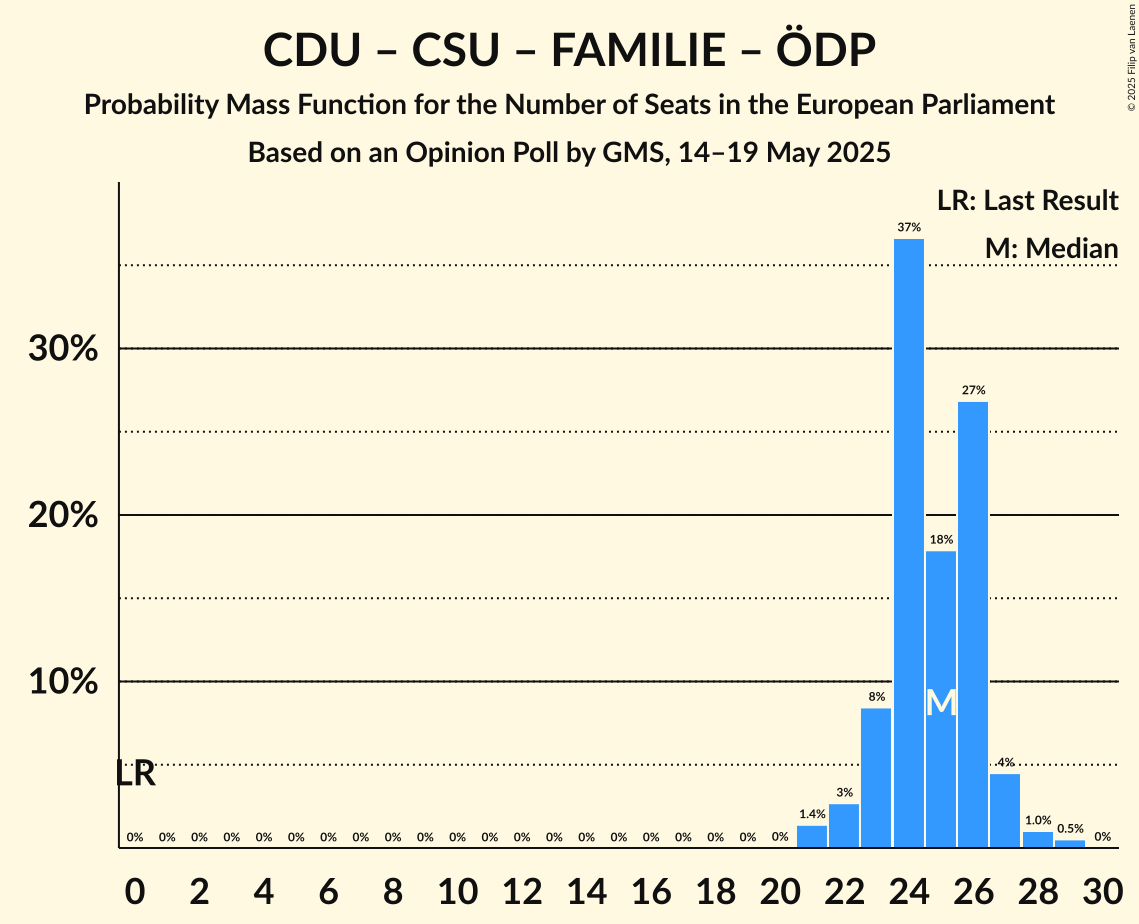 CDU – CSU – FAMILIE – ÖDP
Probability Mass Function for the Number of Seats in the European Parliament
Based on an Opinion Poll by GMS, 14–19 May 2025
© 2025 Filip van Laenen
LR: Last Result
M: Median
30%
20%
10%
LR
M
0% 0% 0% 0% 0% 0% 0% 0% 0% 0% 0% 0% 0% 0% 0% 0% 0% 0% 0% 0% 0% 1.4% 3% 8% 37% 18% 27% 4% 1.0% 0.5% 0%
0 2 4 6 8 10 12 14 16 18 20 22 24 26 28 30